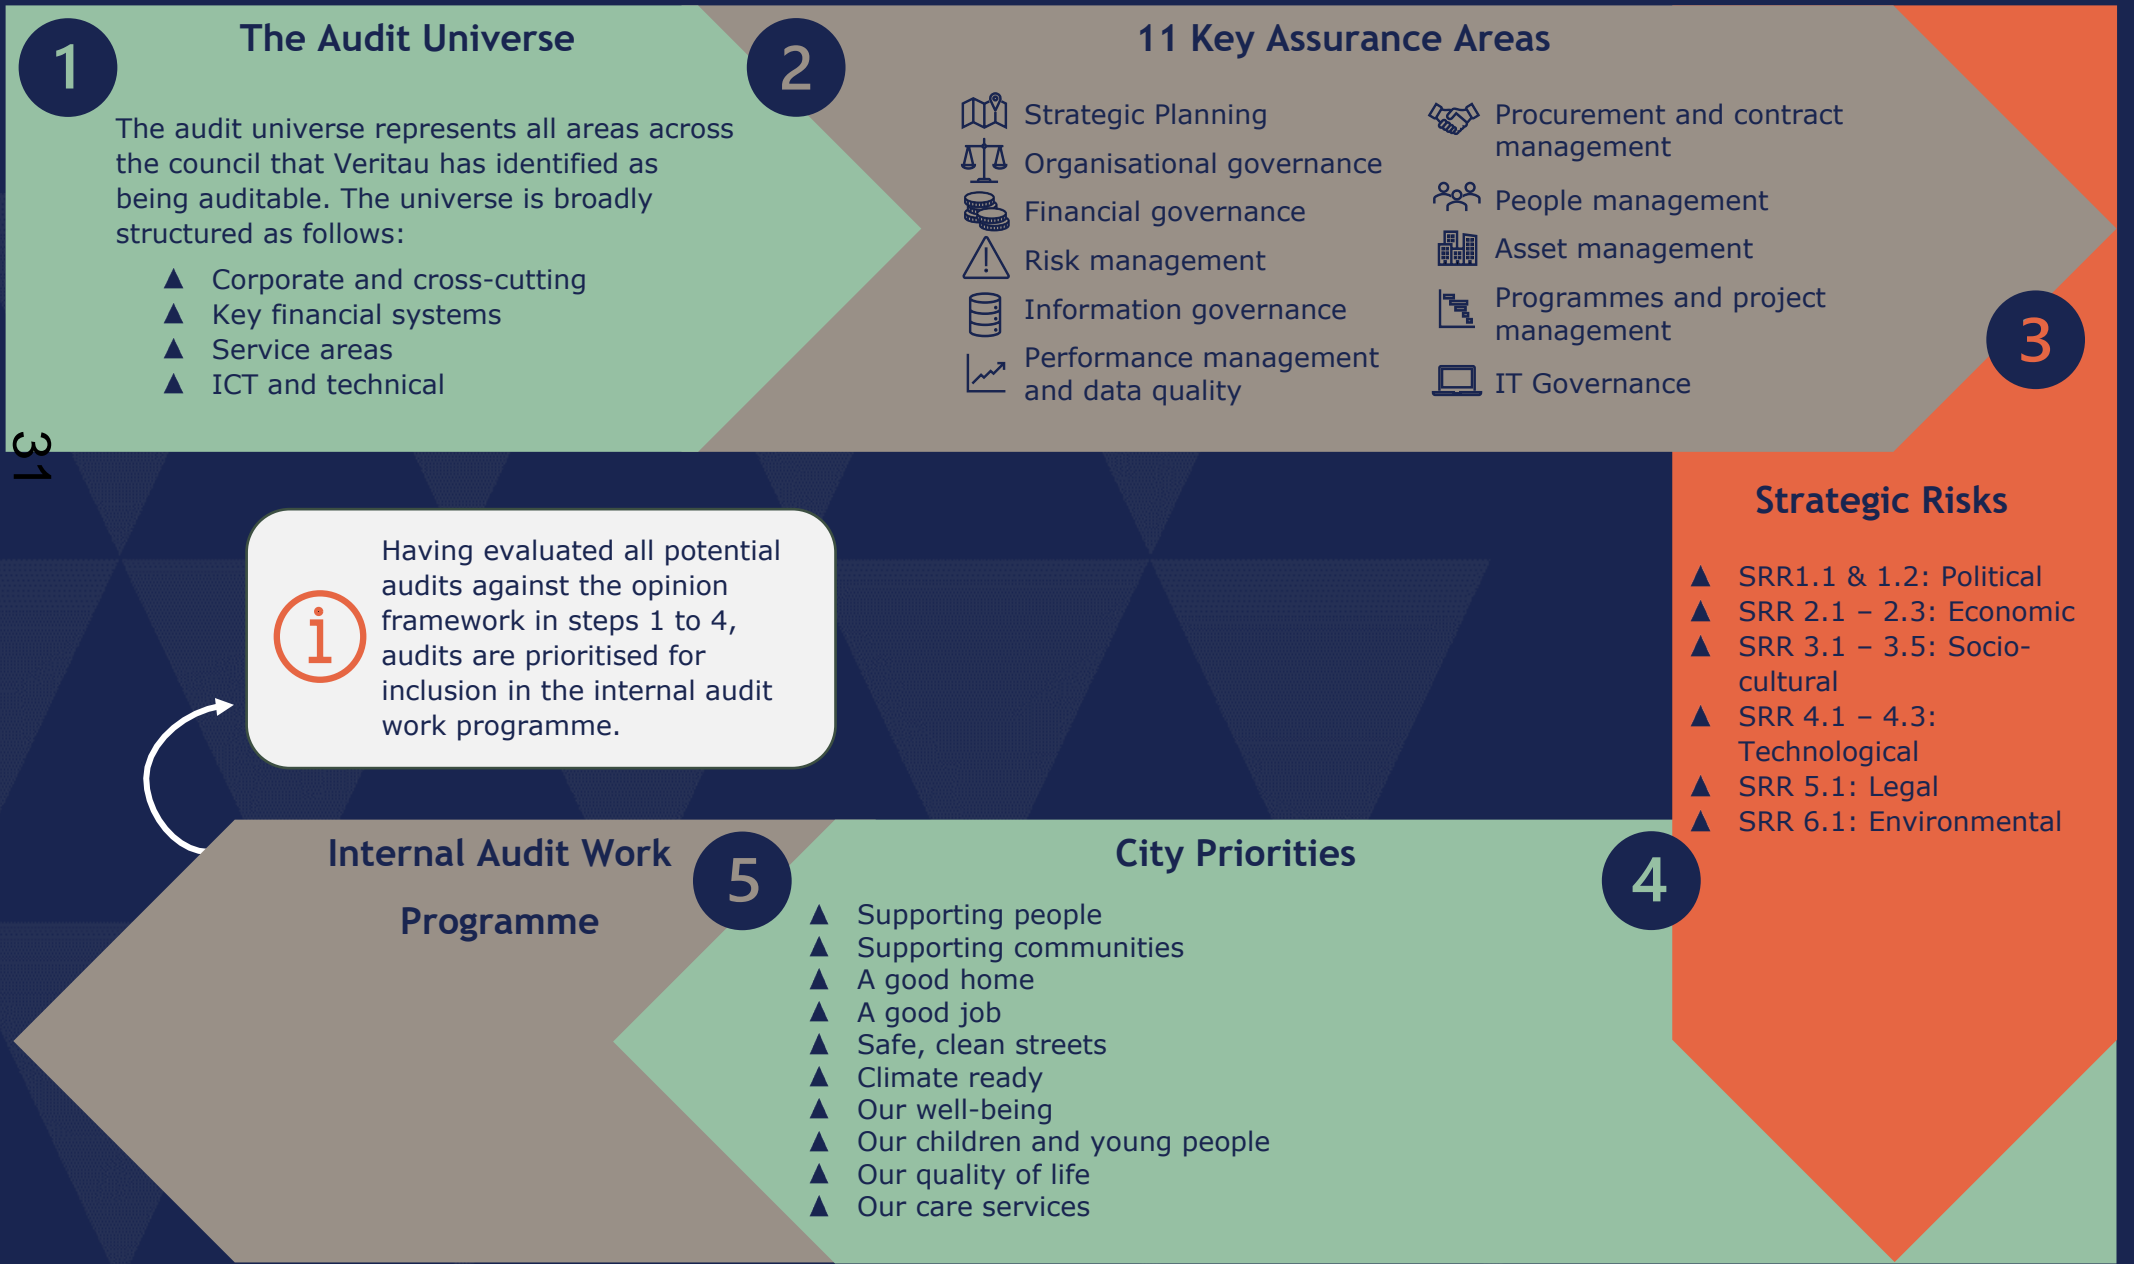 1
The Audit Universe
The audit universe represents all areas across
the council that Veritau has identified as
being auditable. The universe is broadly
structured as follows:
▲ Corporate and cross-cutting
▲ Key financial systems
▲ Service areas
▲ ICT and technical
2
11 Key Assurance Areas
Strategic Planning
Organisational governance
Financial governance
Risk management
Information governance
Performance management
and data quality
Procurement and contract
management
People management
Asset management
Programmes and project
management
IT Governance
3
Strategic Risks
▲ SRR1.1 & 1.2: Political
▲ SRR 2.1 – 2.3: Economic
▲ SRR 3.1 – 3.5: Socio-
cultural
▲ SRR 4.1 – 4.3:
Technological
▲ SRR 5.1: Legal
▲ SRR 6.1: Environmental
4
City Priorities
▲ Supporting people
▲ Supporting communities
▲ A good home
▲ A good job
▲ Safe, clean streets
▲ Climate ready
▲ Our well-being
▲ Our children and young people
▲ Our quality of life
▲ Our care services
5
Internal Audit Work
Programme
i
Having evaluated all potential
audits against the opinion
framework in steps 1 to 4,
audits are prioritised for
inclusion in the internal audit
work programme.
31